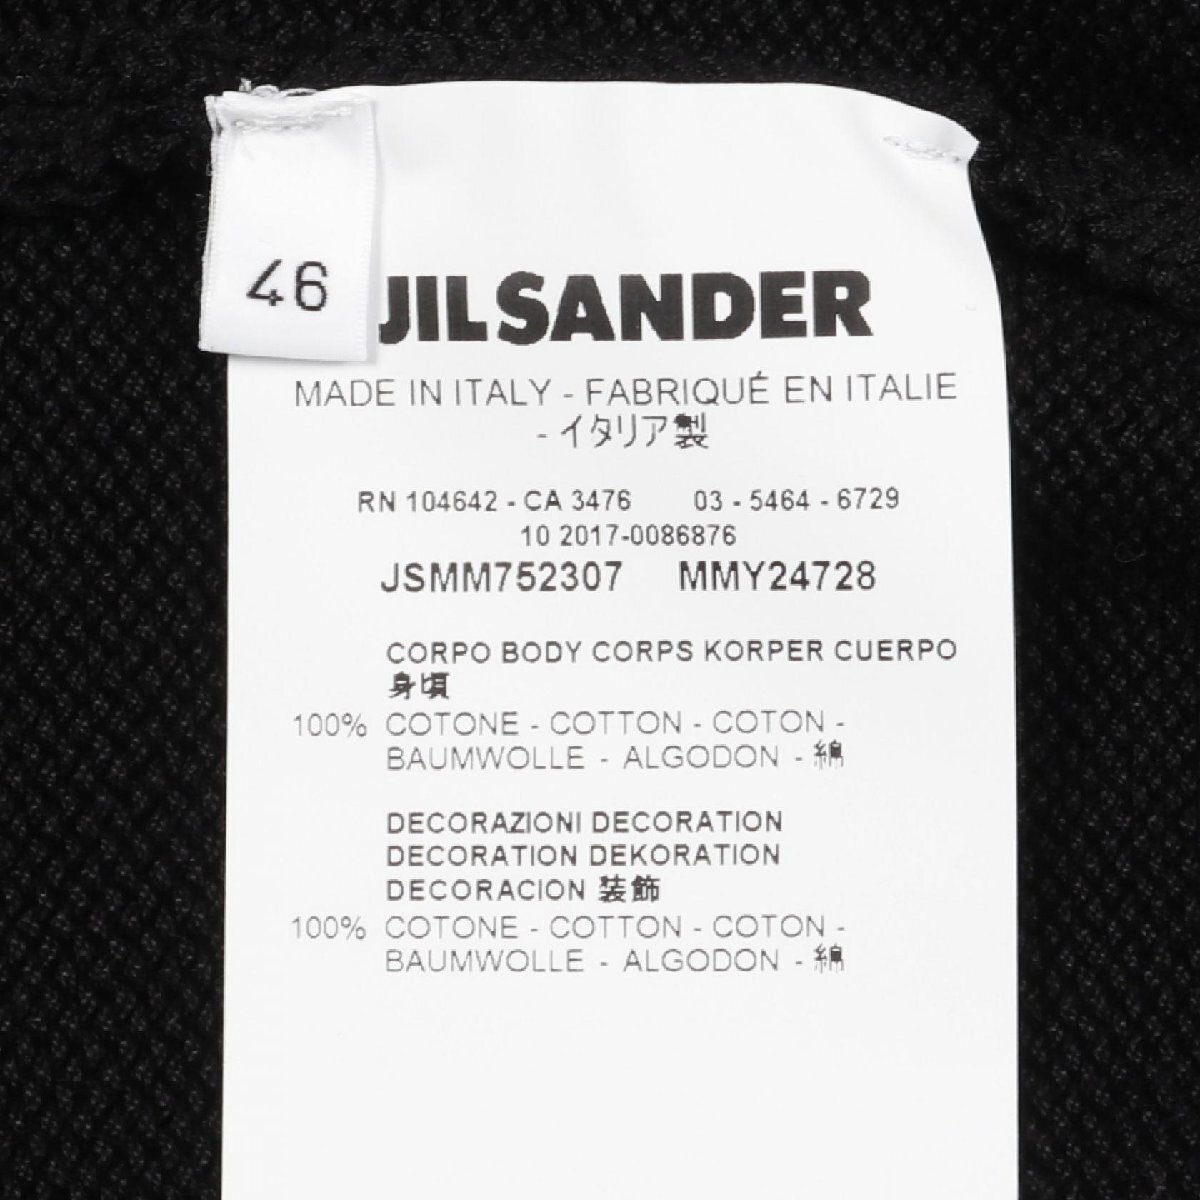 46
JIL SANDER
MADE IN ITALY - FABRIQUÉ EN ITALIE
- イタリア製
RN 104642 - CA 3476 03 - 5464 - 6729
10 2017-0086876
JSMM752307 MMY24728
CORPO BODY CORPS KORPER CUERPO
身頃
100% COTONE - COTTON - COTON -
BAUMWOLLE - ALGODON - 綿
DECORAZIONI DECORATION
DECORATION DEKORATION
DECORACION 装飾
100% COTONE - COTTON - COTON -
BAUMWOLLE - ALGODON - 綿